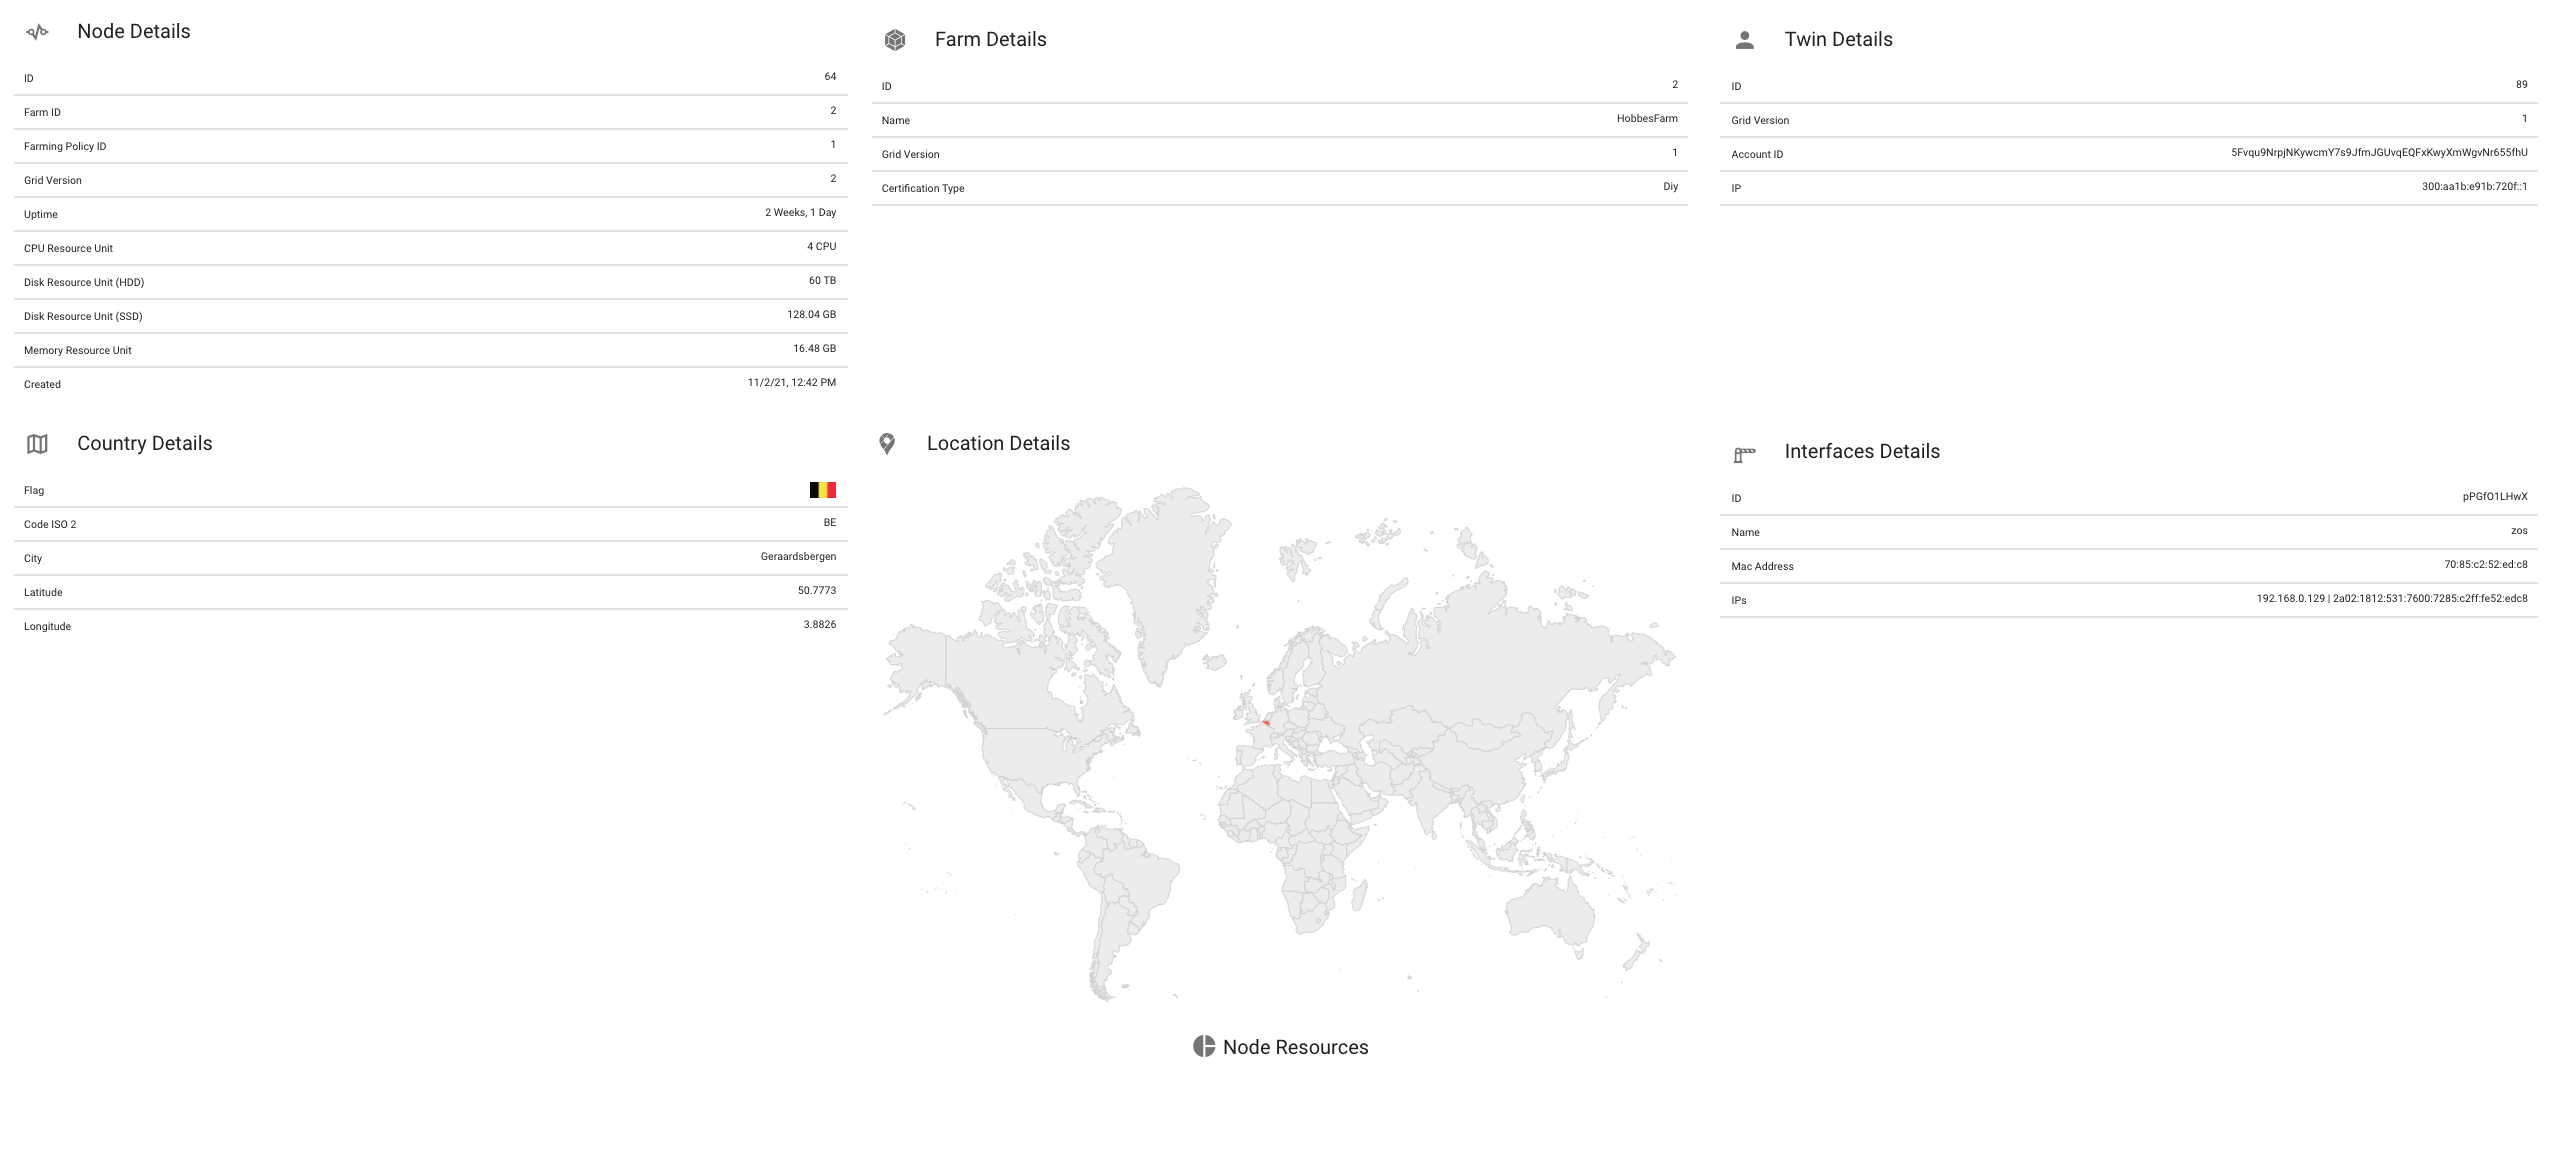 Node Details
ID 64
Farm ID 2
Farming Policy ID 1
Grid Version 2
Uptime 2 Weeks, 1 Day
CPU Resource Unit 4 CPU
Disk Resource Unit (HDD) 60 TB
Disk Resource Unit (SSD) 128.04 GB
Memory Resource Unit 16.48 GB
Created 11/2/21, 12:42 PM
Farm Details
ID 2
Name HobbesFarm
Grid Version 1
Certification Type Diy
Twin Details
ID 89
Grid Version 1
Account ID 5Fvqu9NrpjNKywcmY7s9JfmJGUvqEQFxKwyXmWgvNr655fhU
IP 300:aa1b:e91b:720f::1
Country Details
Flag
Code ISO 2 BE
City Geraardsbergen
Latitude 50.7773
Longitude 3.8826
Location Details
Interfaces Details
ID pPGfO1LHwX
Name zos
Mac Address 70:85:c2:52:ed:c8
IPs 192.168.0.129 | 2a02:1812:531:7600:7285:c2ff:fe52:edc8
Node Resources